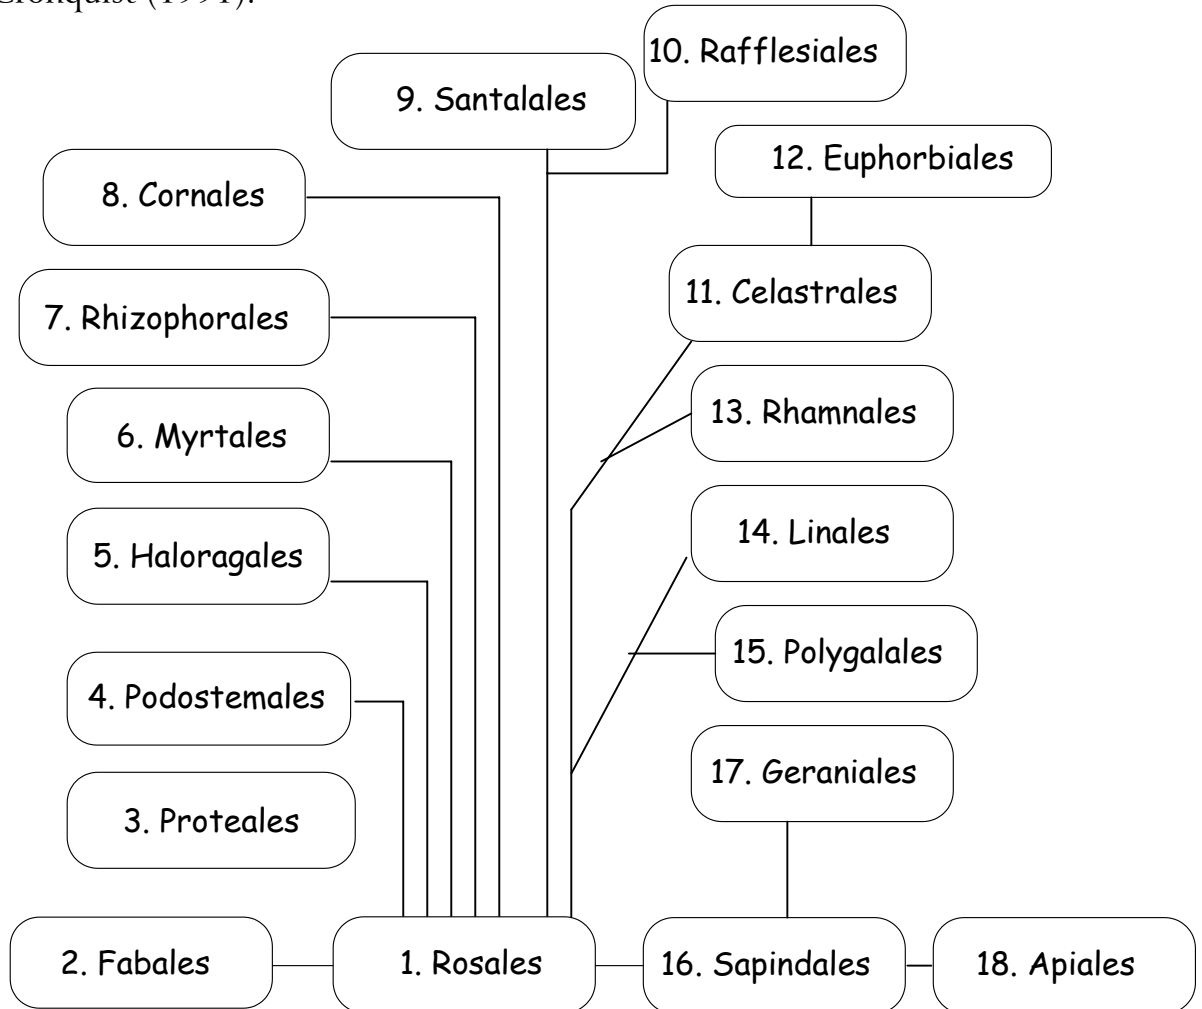 Cronquist (1991).
10. Rafflesiales
9. Santalales
12. Euphorbiales
8. Cornales
11. Celastrales
7. Rhizophorales
13. Rhamnales
6. Myrtales
14. Linales
5. Haloragales
15. Polygalales
4. Podostemales
17. Geraniales
3. Proteales
2. Fabales
1. Rosales
16. Sapindales
18. Apiales